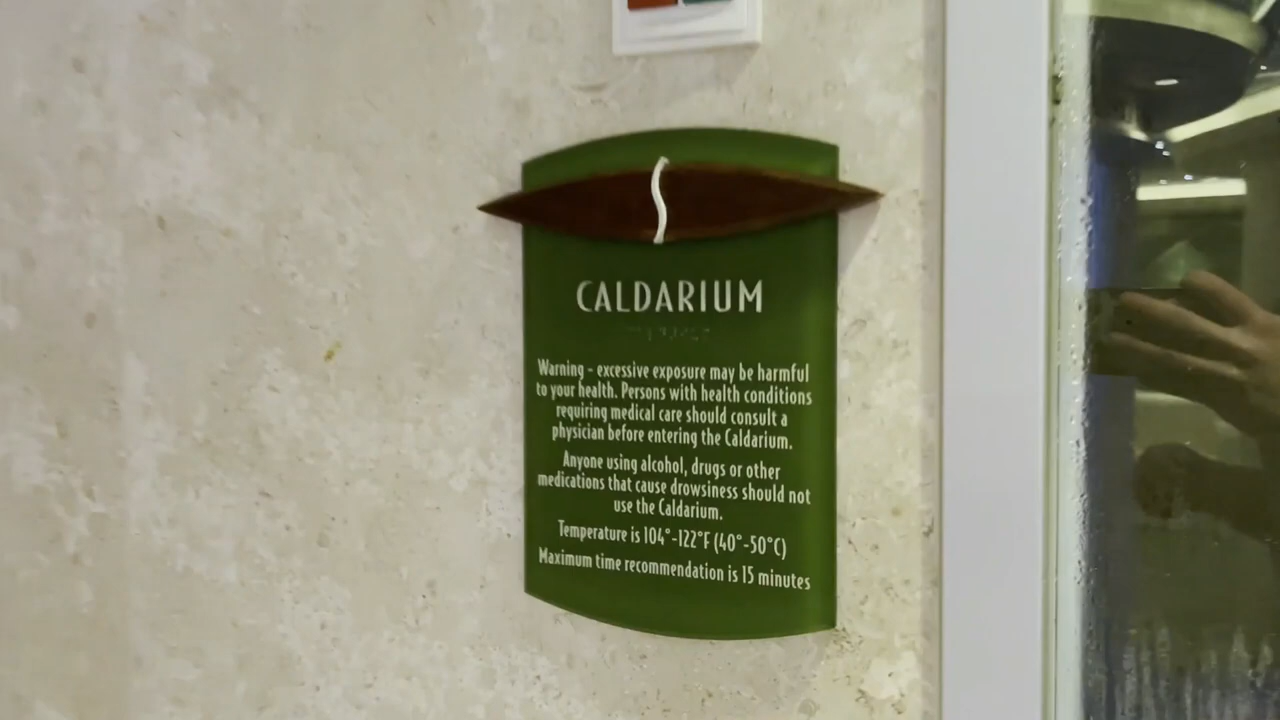 CALDARIUM
Warning - excessive exposure may be harmful
to your health. Persons with health conditions
requiring medical care should consult a
physician before entering the Caldarium.
Anyone using alcohol, drugs or other
medications that cause drowsiness should not
use the Caldarium.
Temperature is 104°-122°F (40°-50°C)
Maximum time recommendation is 15 minutes